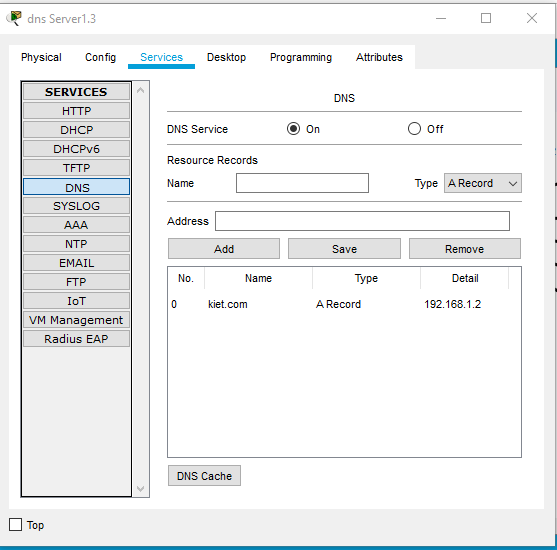 dns Server1.3
Physical Config Services Desktop Programming Attributes
SERVICES
HTTP
DHCP
DHCPv6
TFTP
DNS
SYSLOG
AAA
NTP
EMAIL
FTP
IoT
VM Management
Radius EAP
DNS
DNS Service On Off
Resource Records
Name Type A Record
Address
Add Save Remove
No. Name Type Detail
0 kiet.com A Record 192.168.1.2
DNS Cache
Top